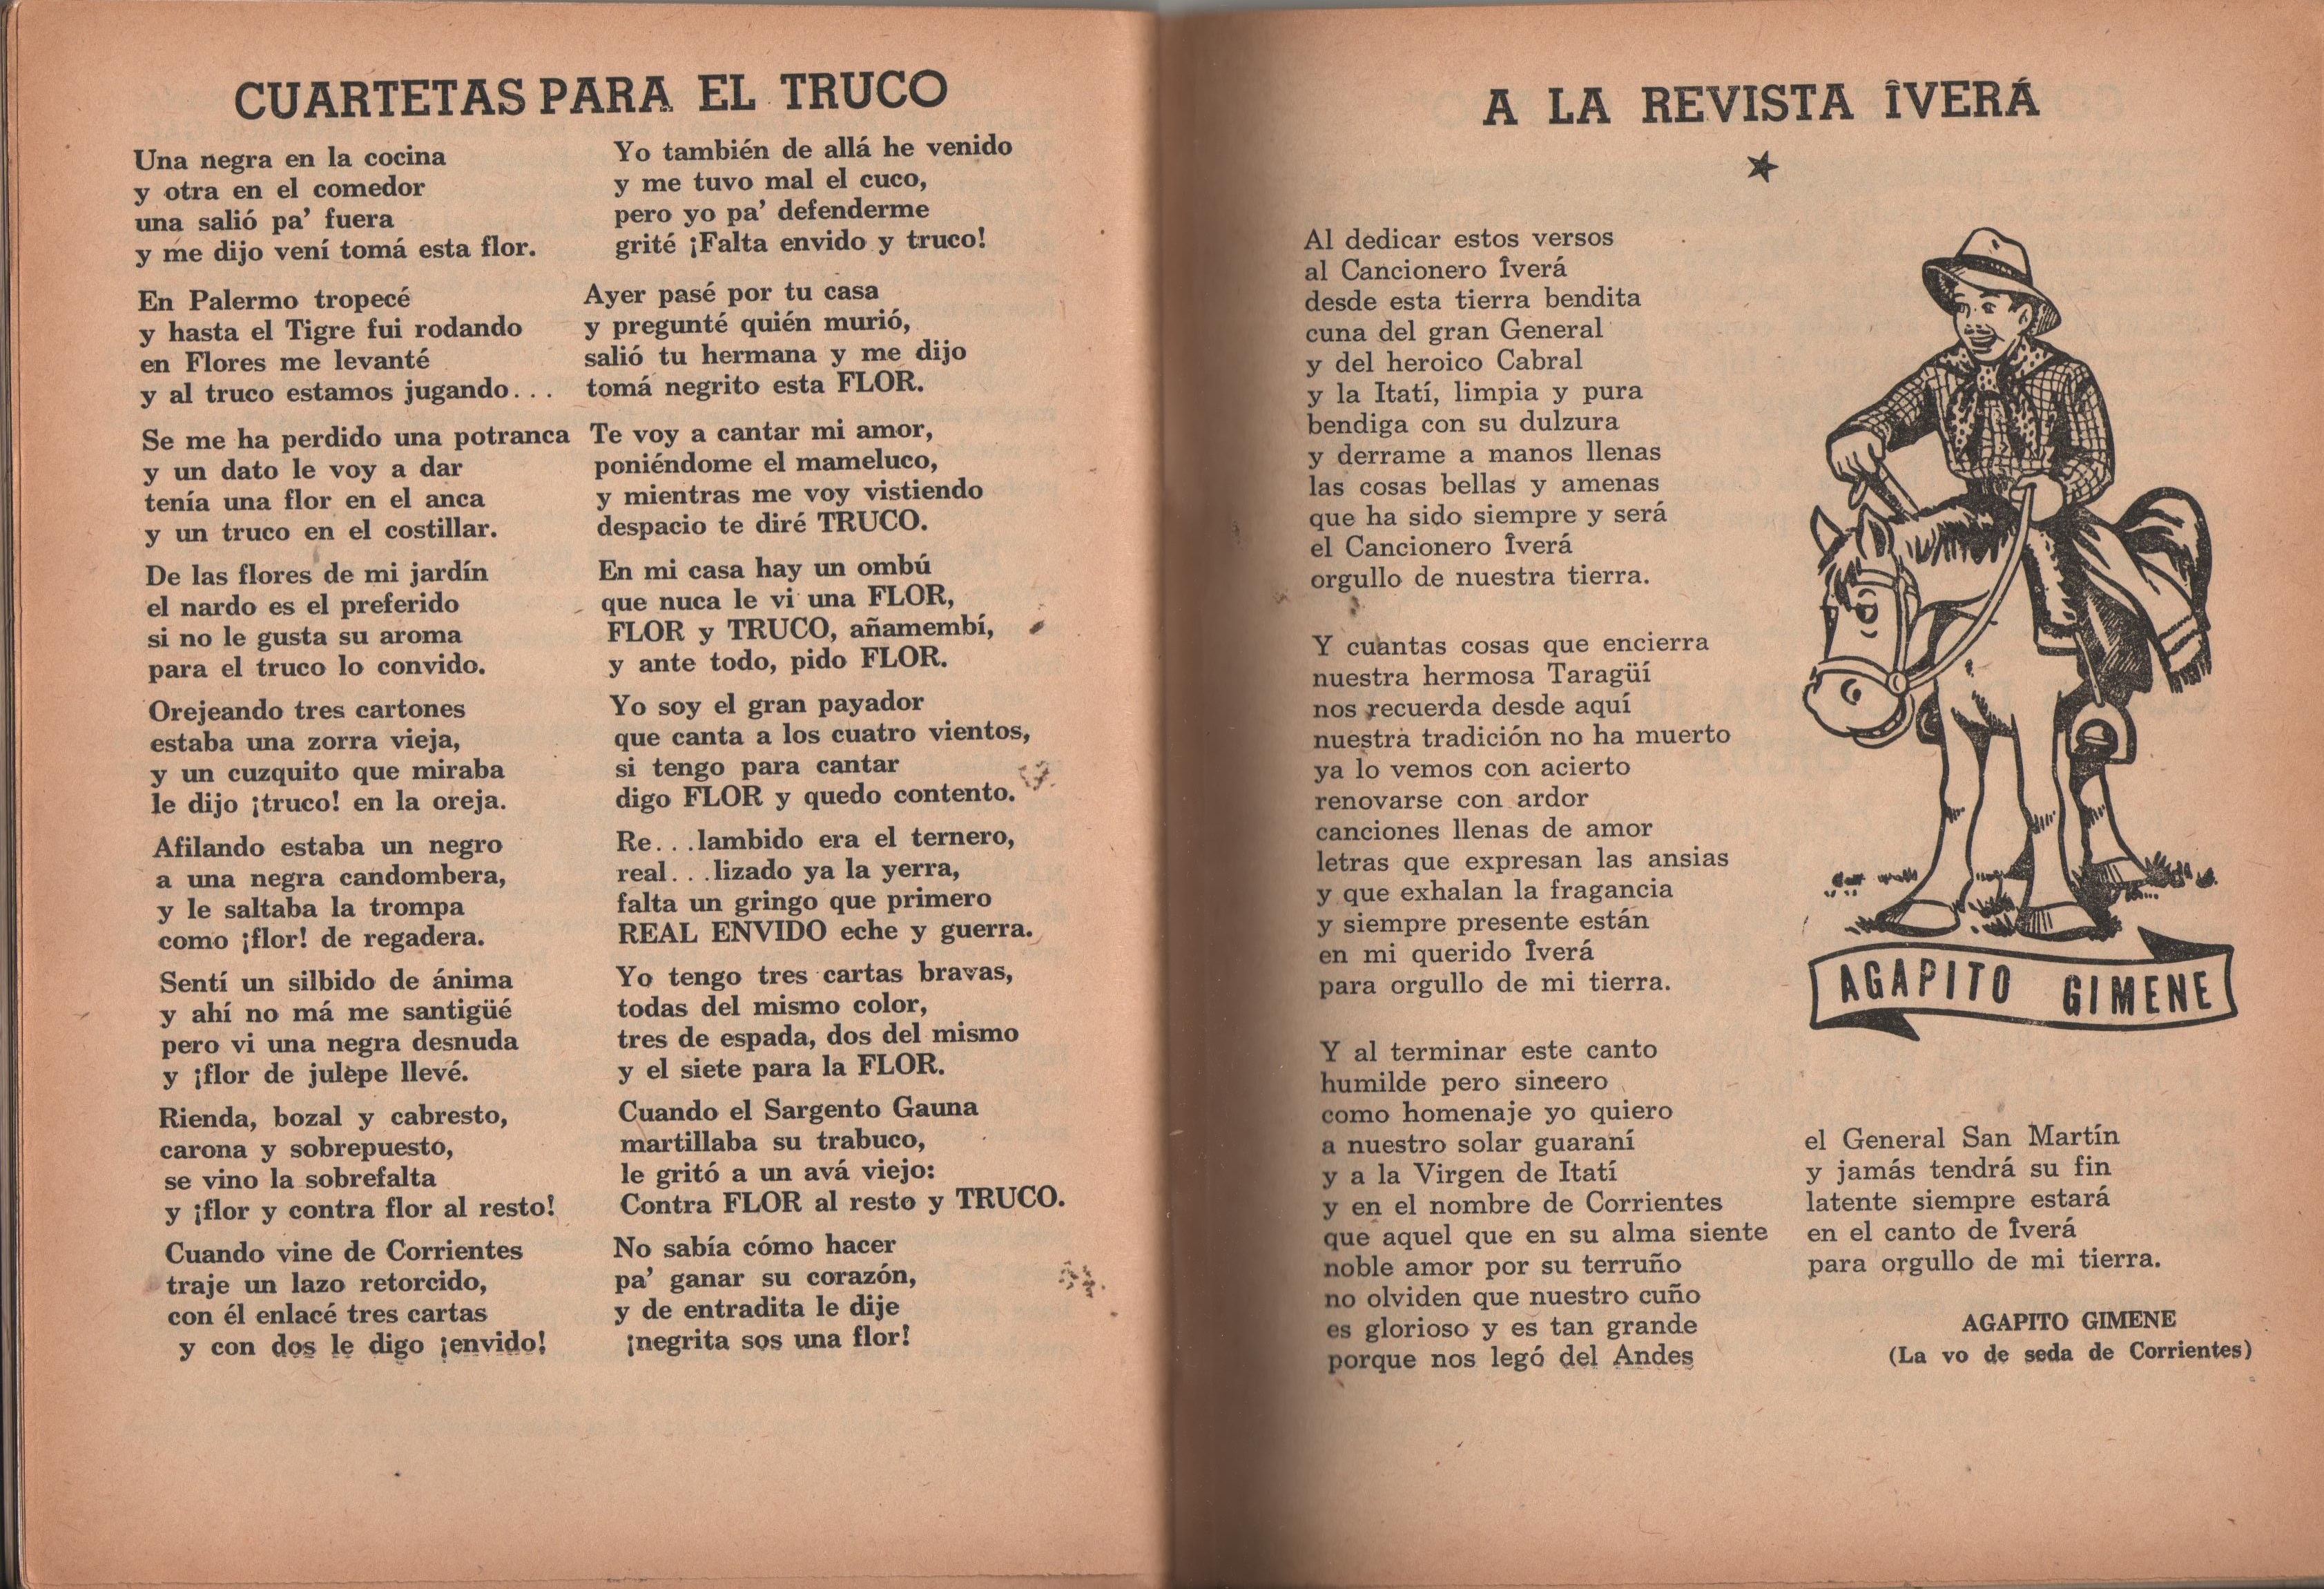 CUARTETAS PARA EL TRUCO
Una negra en la cocina
y otra en el comedor
una salió pa' fuera
y me dijo vení tomá esta flor.
En Palermo tropecé
y hasta el Tigre fui rodando
en Flores me levanté
y al truco estamos jugando...
Se me ha perdido una potranca
y un dato le voy a dar
tenía una flor en el anca
y un truco en el costillar.
De las flores de mi jardín
el nardo es el preferido
si no le gusta su aroma
para el truco lo convido.
Orejeando tres cartones
estaba una zorra vieja,
y un cuzquito que miraba
le dijo ¡truco! en la oreja.
Afilando estaba un negro
a una negra candombera,
y le saltaba la trompa
como ¡flor! de regadera.
Sentí un silbido de ánima
y ahí no má me santigüé
pero vi una negra desnuda
y ¡flor de julepe llevé.
Rienda, bozal y cabresto,
carona y sobrepuesto,
se vino la sobrefalta
y ¡flor y contra flor al resto!
Cuando vine de Corrientes
traje un lazo retorcido,
con él enlacé tres cartas
y con dos le digo ¡envido!
Yo también de allá he venido
y me tuvo mal el cuco,
pero yo pa' defenderme
grité ¡Falta envido y truco!
Ayer pasé por tu casa
y pregunté quién murió,
salió tu hermana y me dijo
tomá negrito esta FLOR.
Te voy a cantar mi amor,
poniéndome el mameluco,
y mientras me voy vistiendo
despacio te diré TRUCO.
En mi casa hay un ombú
que nuca le vi una FLOR,
FLOR y TRUCO, añamembí,
y ante todo, pido FLOR.
Yo soy el gran payador
que canta a los cuatro vientos,
si tengo para cantar
digo FLOR y quedo contento.
Re...lambido era el ternero,
real...lizado ya la yerra,
falta un gringo que primero
REAL ENVIDO eche y guerra.
Yo tengo tres cartas bravas,
todas del mismo color,
tres de espada, dos del mismo
y el siete para la FLOR.
Cuando el Sargento Gauna
martillaba su trabuco,
le gritó a un avá viejo:
Contra FLOR al resto y TRUCO.
No sabía cómo hacer
pa' ganar su corazón,
y de entradita le dije
¡negrita sos una flor!
A LA REVISTA ÎVERÁ
Al dedicar estos versos
al Cancionero Îverá
desde esta tierra bendita
cuna del gran General
y del heroico Cabral
y la Itatí, limpia y pura
bendiga con su dulzura
y derrame a manos llenas
las cosas bellas y amenas
que ha sido siempre y será
el Cancionero Îverá
orgullo de nuestra tierra.
Y cuantas cosas que encierra
nuestra hermosa Taragüí
nos recuerda desde aquí
nuestra tradición no ha muerto
ya lo vemos con acierto
renovarse con ardor
canciones llenas de amor
letras que expresan las ansias
y que exhalan la fragancia
y siempre presente están
en mi querido Îverá
para orgullo de mi tierra.
Y al terminar este canto
humilde pero sincero
como homenaje yo quiero
a nuestro solar guaraní
y a la Virgen de Itatí
y en el nombre de Corrientes
que aquel que en su alma siente
noble amor por su terruño
no olviden que nuestro cuño
es glorioso y es tan grande
porque nos legó del Andes
AGAPITO GIMENE
el General San Martín
y jamás tendrá su fin
latente siempre estará
en el canto de Îverá
para orgullo de mi tierra.
AGAPITO GIMENE
(La vo de seda de Corrientes)